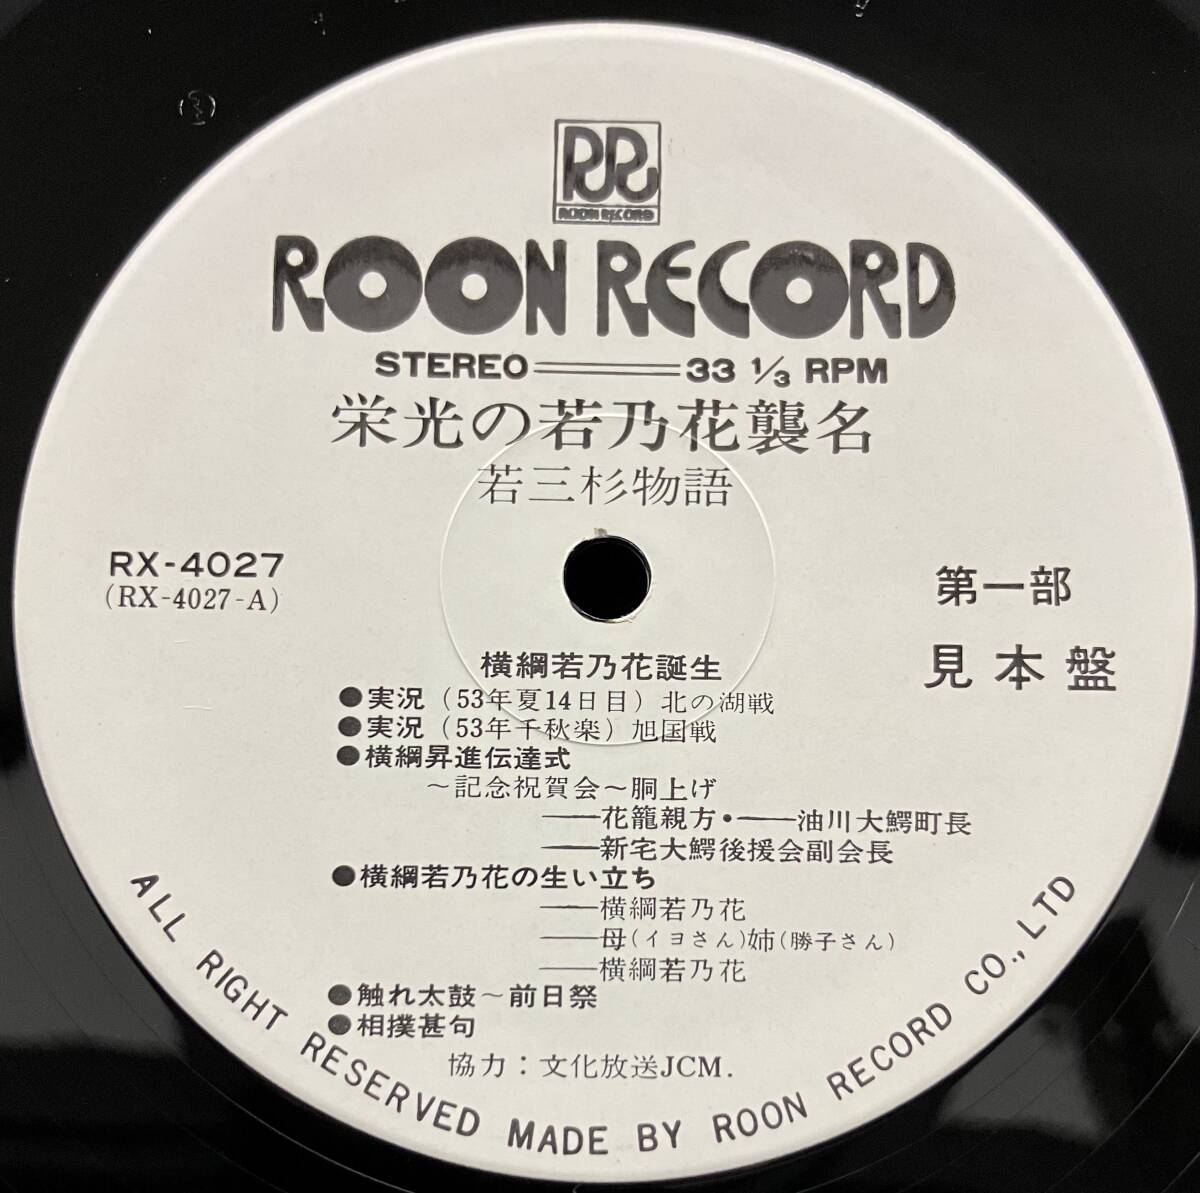 ROON RECORD
ROON RECORD
STEREO 33 1/3 RPM
栄光の若乃花襲名
若三杉物語
RX-4027
(RX-4027-A)
第一部
見本盤
横綱若乃花誕生
●実況（53年夏14日目）北の湖戦
●実況（53年千秋楽）旭国戦
●横綱昇進伝達式
～記念祝賀会～胴上げ
――花籠親方・――油川大鰐町長
――新宅大鰐後援会副会長
●横綱若乃花の生い立ち
――横綱若乃花
――母(イヨさん)姉(勝子さん)
――横綱若乃花
●触れ太鼓～前日祭
●相撲甚句
協力：文化放送JCM.
ALL RIGHT RESERVED MADE BY ROON RECORD CO., LTD